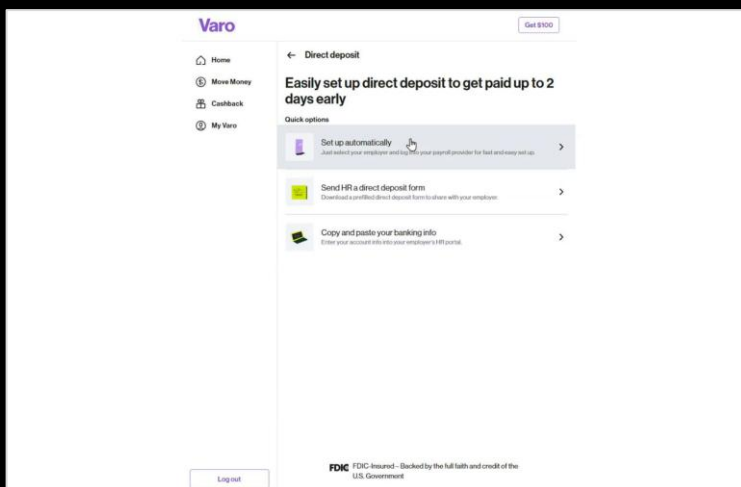 Varo
Get $100
Home
Move Money
Cashback
My Varo
← Direct deposit
Easily set up direct deposit to get paid up to 2
days early
Quick options
Set up automatically
Just select your employer and log into your payroll provider for fast and easy set up.
Send HR a direct deposit form
Download a prefilled direct deposit form to share with your employer.
Copy and paste your banking info
Enter your account info into your employer's HR portal.
FDIC FDIC-Insured – Backed by the full faith and credit of the
U.S. Government
Log out